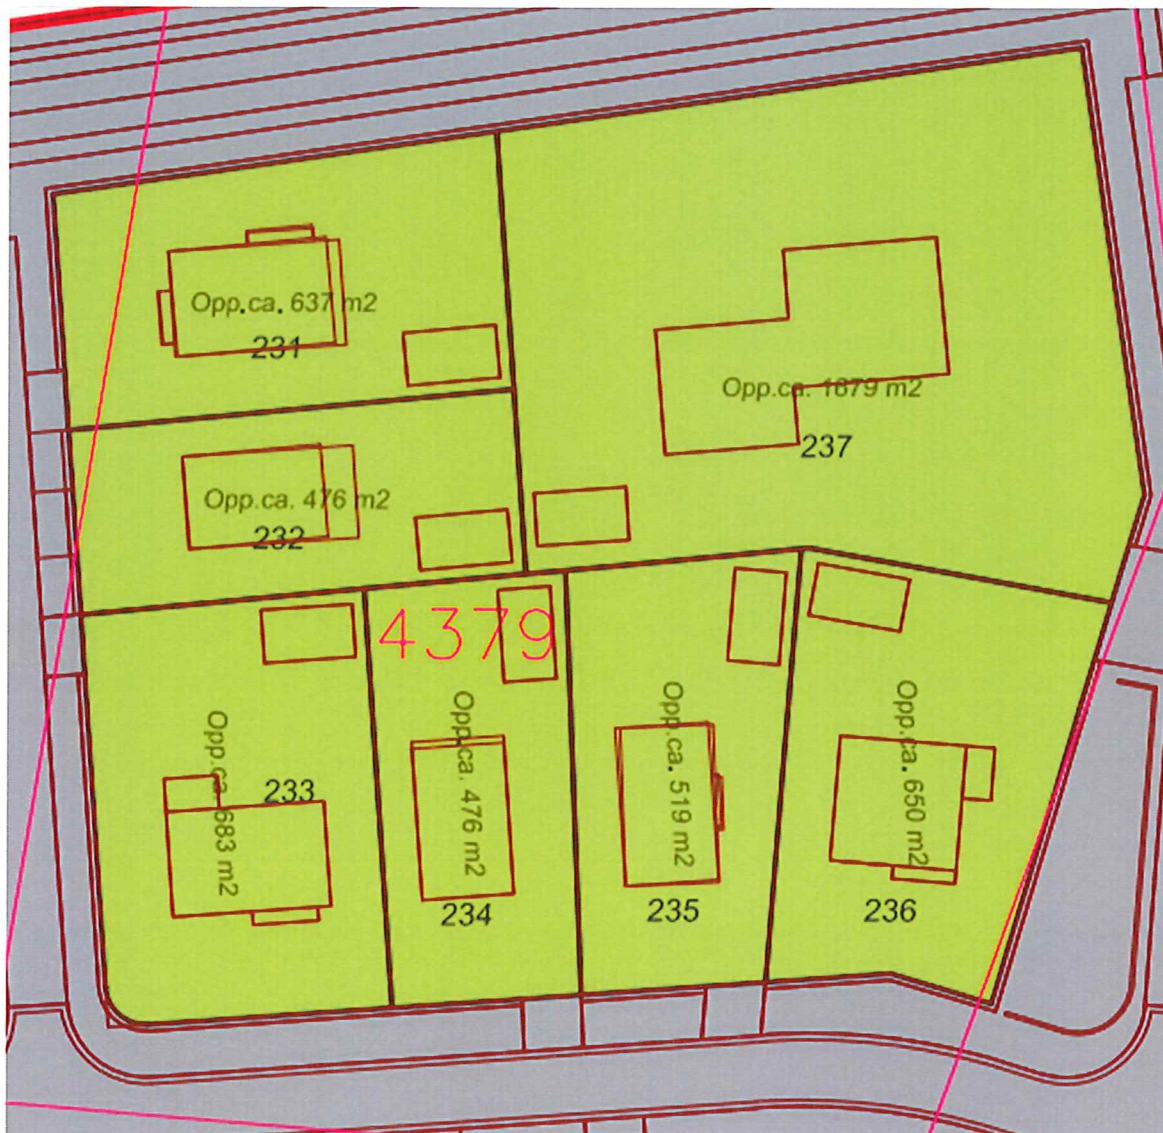 Opp.ca. 637 m2
231
Opp.ca. 1679 m2
237
Opp.ca. 476 m2
232
4379
Opp.ca. 683 m2
233
Opp.ca. 476 m2
234
Opp.ca. 519 m2
235
Opp.ca. 650 m2
236